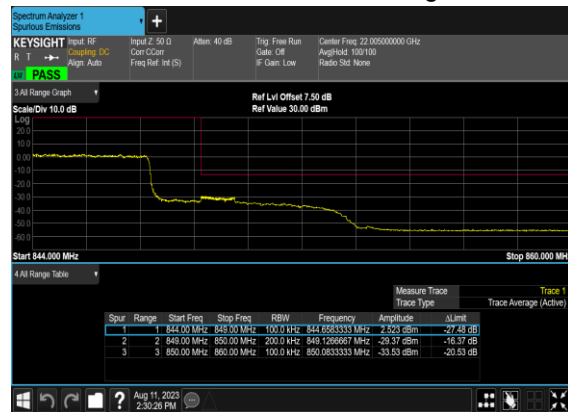 Spectrum Analyzer 1
Spurious Emissions
+
KEYSIGHT Input: RF Input Z: 50 Ω Atten: 40 dB Trig: Free Run Center Freq: 22.005000000 GHz
R T Coupling: DC Corr CCorr Gate: Off Avg|Hold: 100/100
Align: Auto Freq Ref: Int (S) IF Gain: Low Radio Std: None
PASS
3 All Range Graph
Ref Lvl Offset 7.50 dB
Scale/Div 10.0 dB Ref Value 30.00 dBm
Log
20.0
10.0
0.00
-10.0
-20.0
-30.0
-40.0
-50.0
-60.0
Start 844.000 MHz Stop 860.000 MH
4 All Range Table
Measure Trace Trace 1
Trace Type Trace Average (Active)
Spur Range Start Freq Stop Freq RBW Frequency Amplitude ΔLimit
1 1 844.00 MHz 849.00 MHz 100.0 kHz 844.6583333 MHz 2.523 dBm -27.48 dB
2 2 849.00 MHz 850.00 MHz 200.0 kHz 849.1266667 MHz -29.37 dBm -16.37 dB
3 3 850.00 MHz 860.00 MHz 100.0 kHz 850.0833333 MHz -33.53 dBm -20.53 dB
? Aug 11, 2023
2:30:26 PM